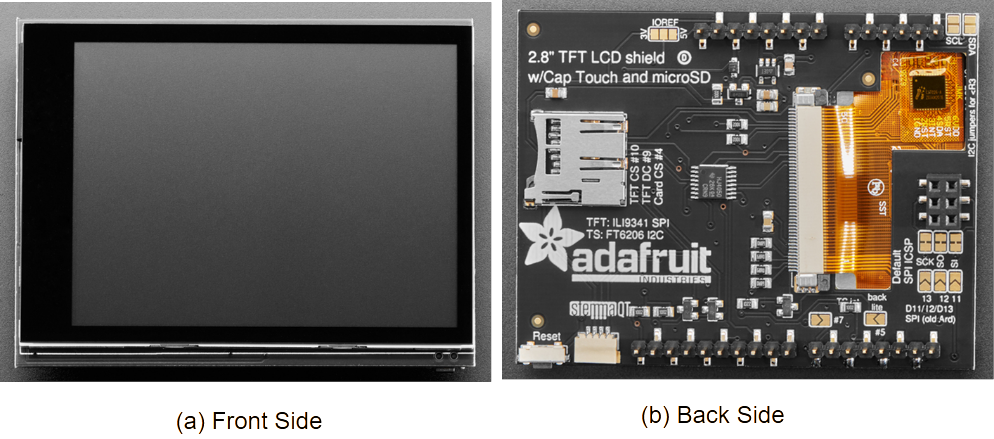 IOREF
3V
5V
SCL
SDA
2.8" TFT LCD shield
w/Cap Touch and microSD
I2C jumpers for <R3
TFT CS #10
TFT DC #9
Card CS #4
TFT: ILI9341 SPI
TS: FT6206 I2C
adafruit
INDUSTRIES
SST
Default
SPI ICSP
SCK SO SI
13 12 11
D11/12/D13
SPI (old Ard)
stemma QT
Reset
back
lite
#7
#5
(a) Front Side
(b) Back Side